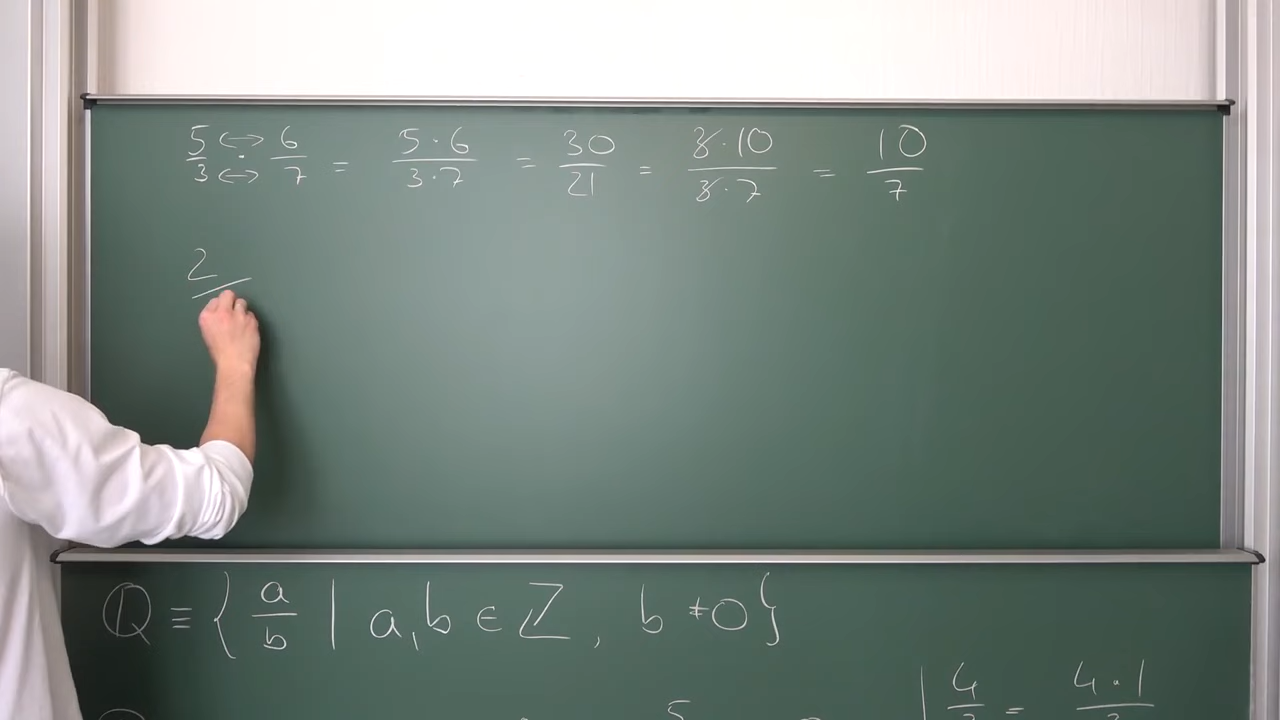 5/3 ↔ · ↔ 6/7 = 5·6/3·7 = 30/21 = 3·10/3·7 = 10/7
2/
ℚ ≡ { a/b | a,b ∈ ℤ, b ≠ 0 }
5 4 = 4·1